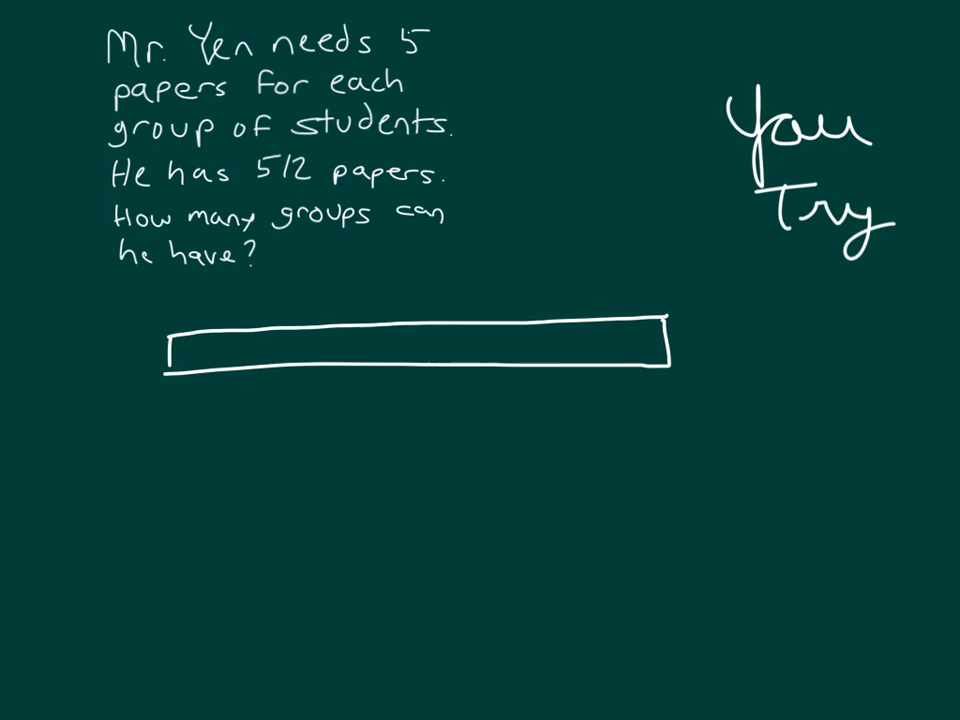 Mr. Yen needs 5
papers for each
group of students.
He has 512 papers.
How many groups can
he have?
You
Try